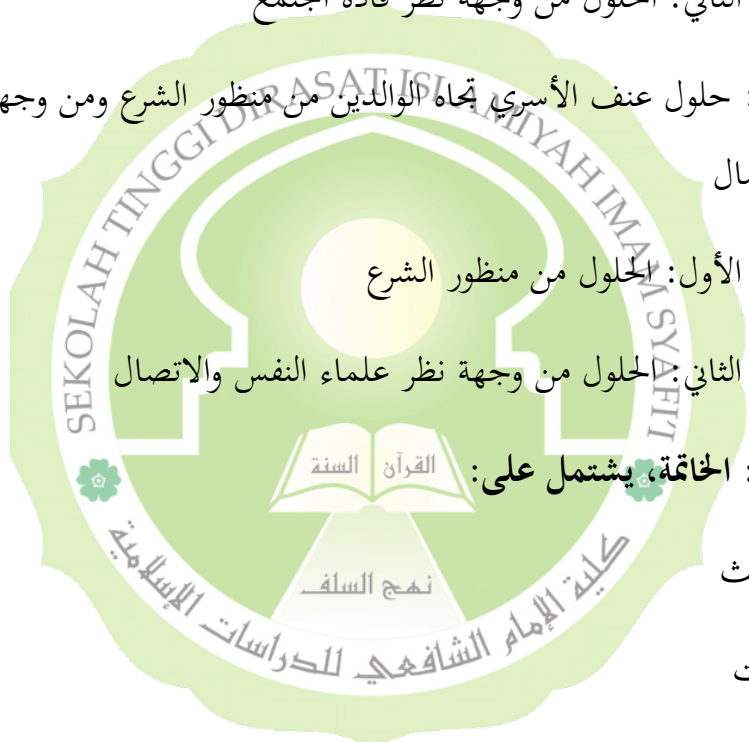 الثاني: الحلول من وجهة نظر قادة المجتمع
: حلول عنف الأسري تجاه الوالدين من منظور الشرع ومن
الأول: الحلول من منظور الشرع
الثاني: الحلول من وجهة نظر علماء النفس والاتصال
: الخاتمة، يشتمل على:
SEKOLAH TINGGI DIRASAT ISLAMIYAH IMAM SYAFI'I
القرآن السنة
نهج السلف
كلية الإمام الشافعي للدراسات الإسلامية